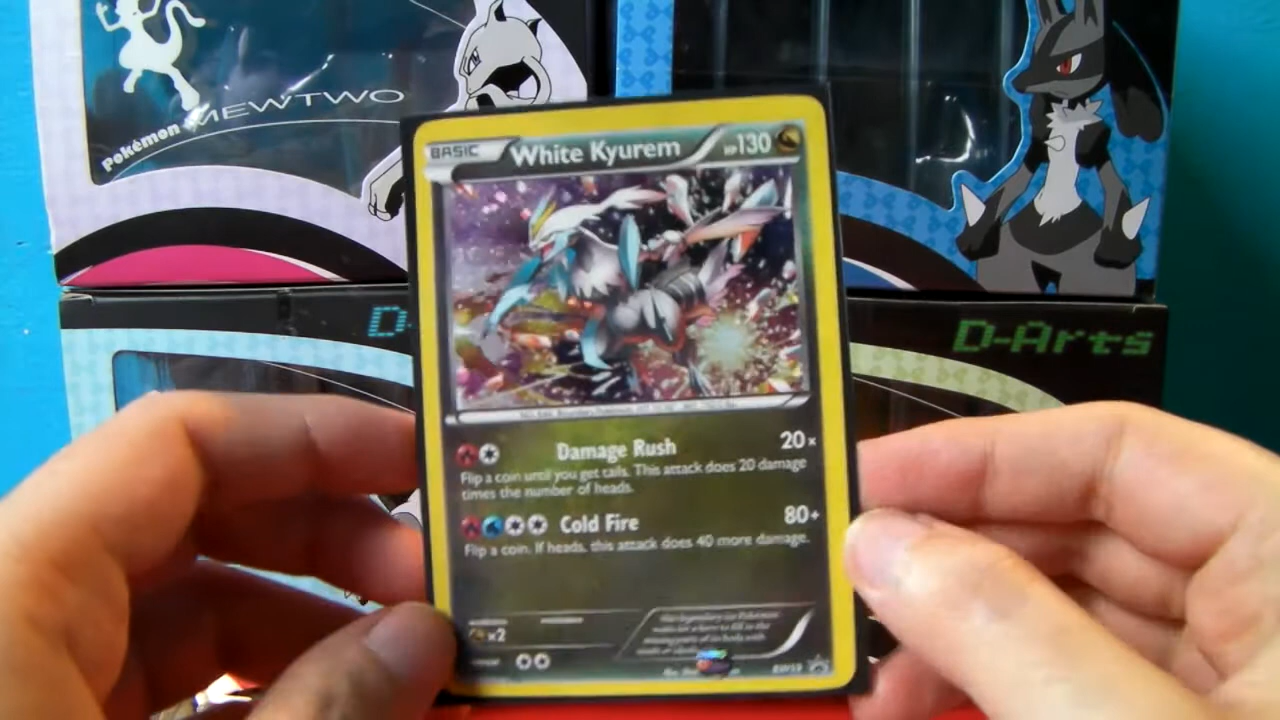 Pokémon MEWTWO
D-
D-Arts
BASIC
White Kyurem
HP130
Damage Rush 20×
Flip a coin until you get tails. This attack does 20 damage
times the number of heads.
Cold Fire 80+
Flip a coin. If heads, this attack does 40 more damage.
×2
BW59